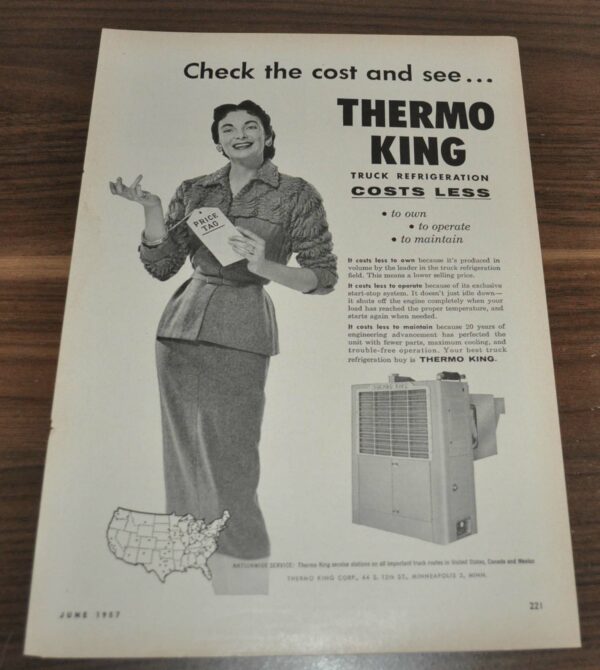 Check the cost and see...
THERMO
KING
TRUCK REFRIGERATION
COSTS LESS
• to own
• to operate
• to maintain
PRICE
TAG
It costs less to own because it's produced in
volume by the leader in the truck refrigeration
field. This means a lower selling price.
It costs less to operate because of its exclusive
start-stop system. It doesn't just idle down—
it shuts off the engine completely when your
load has reached the proper temperature, and
starts again when needed.
It costs less to maintain because 20 years of
engineering advancement has perfected the
unit with fewer parts, maximum cooling, and
trouble-free operation. Your best truck
refrigeration buy is THERMO KING.
THERMO KING
NATIONWIDE SERVICE: Thermo King service stations on all important truck routes in United States, Canada and Mexico
THERMO KING CORP., 44 S. 12TH ST., MINNEAPOLIS 3, MINN.
JUNE 1957
221